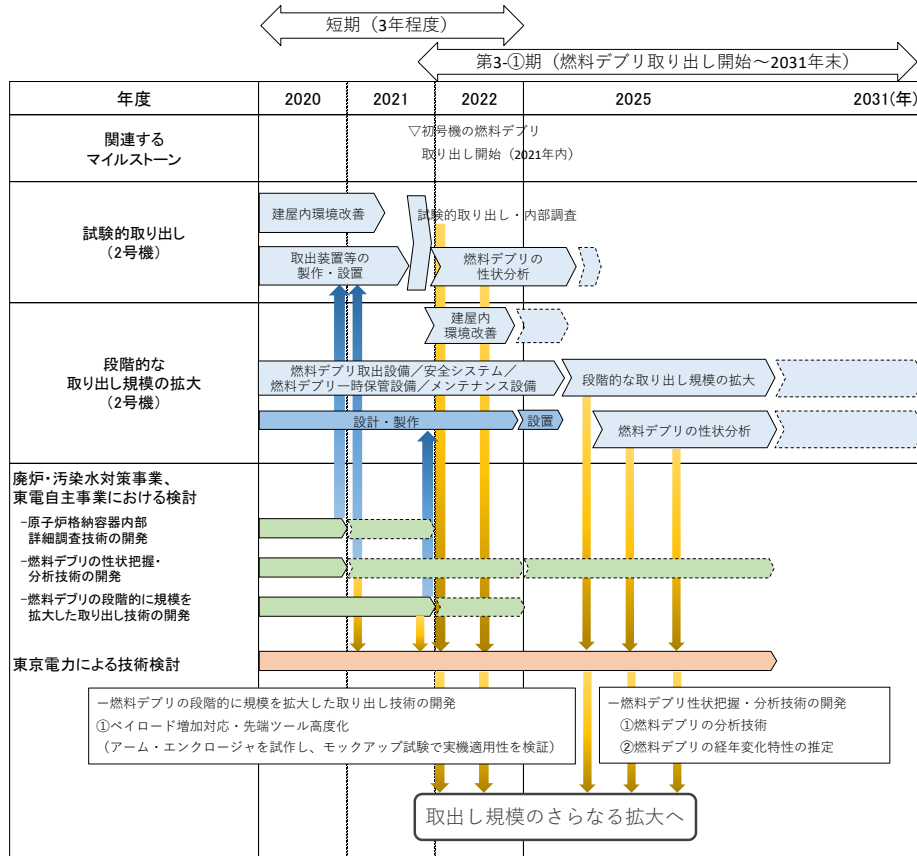 短期（3年程度）
第3-①期（燃料デブリ取り出し開始～2031年末）
年度
2020
2021
2022
2025
2031(年)
関連する
マイルストーン
▽初号機の燃料デブリ
取り出し開始（2021年内）
試験的取り出し
(2号機)
建屋内環境改善
試験的取り出し・内部調査
取出装置等の
製作・設置
燃料デブリの
性状分析
段階的な
取り出し規模の拡大
(2号機)
建屋内
環境改善
燃料デブリ取出設備／安全システム／
燃料デブリ一時保管設備／メンテナンス設備
段階的な取り出し規模の拡大
設計・製作
設置
燃料デブリの性状分析
廃炉・汚染水対策事業、
東電自主事業における検討
−原子炉格納容器内部
詳細調査技術の開発
−燃料デブリの性状把握・
分析技術の開発
−燃料デブリの段階的に規模を
拡大した取り出し技術の開発
東京電力による技術検討
ー燃料デブリの段階的に規模を拡大した取り出し技術の開発
①ペイロード増加対応・先端ツール高度化
（アーム・エンクロージャを試作し、モックアップ試験で実機適用性を検証）
ー燃料デブリ性状把握・分析技術の開発
①燃料デブリの分析技術
②燃料デブリの経年変化特性の推定
取出し規模のさらなる拡大へ